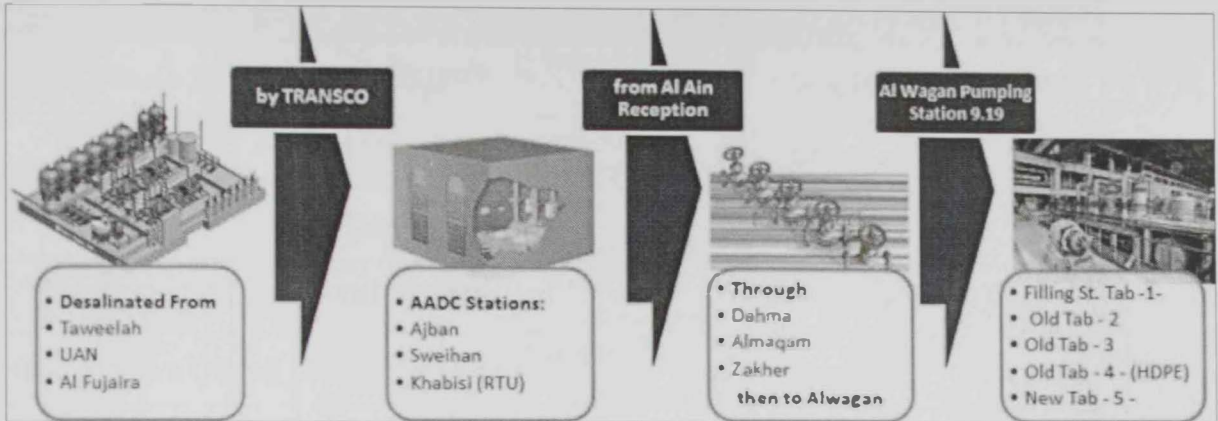 by TRANSCO
from Al Ain
Reception
Al Wagan Pumping
Station 9.19
• Desalinated From
• Taweelah
• UAN
• Al Fujaira
• AADC Stations:
• Ajban
• Sweihan
• Khabisi (RTU)
• Through
• Dahma
• Almaqam
• Zakher
then to Alwagan
• Filling St. Tab -1-
• Old Tab - 2
• Old Tab - 3
• Old Tab - 4 - (HDPE)
• New Tab - 5 -